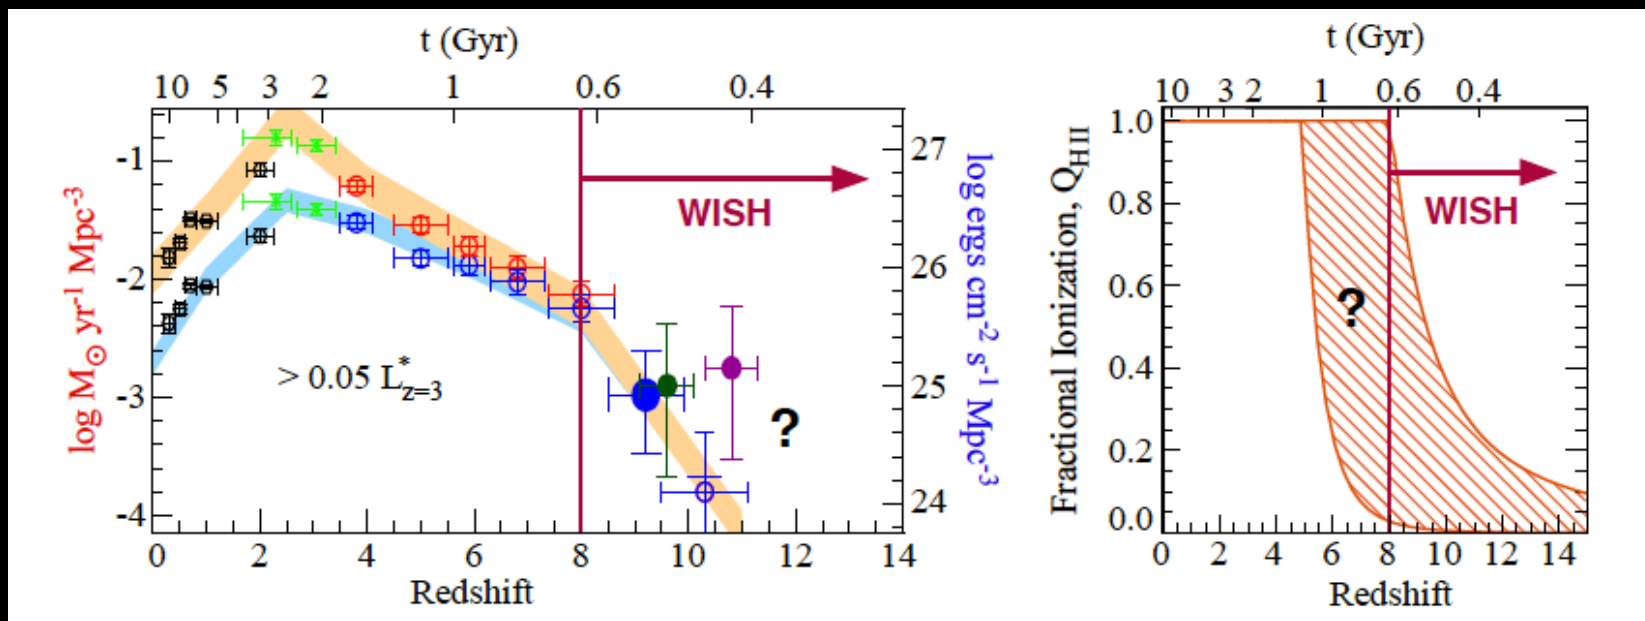 t (Gyr)
10 5 3 2 1 0.6 0.4
log M⊙ yr-1 Mpc-3
-1
-2
-3
-4
WISH
> 0.05 L*z=3
?
27
26
25
24
log ergs cm-2 s-1 Mpc-3
0 2 4 6 8 10 12 14
Redshift
t (Gyr)
10 3 2 1 0.6 0.4
Fractional Ionization, QHII
1.0
0.8
0.6
0.4
0.2
0.0
WISH
?
0 2 4 6 8 10 12 14
Redshift